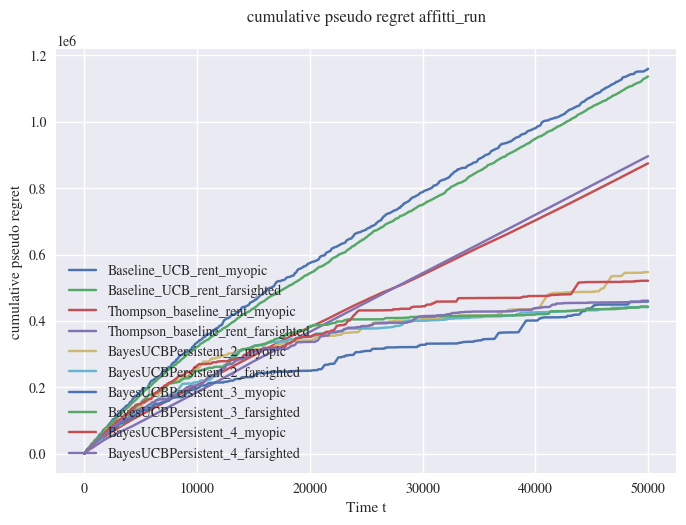 cumulative pseudo regret affitti_run
1e6
1.2
1.0
0.8
0.6
0.4
0.2
0.0
cumulative pseudo regret
Baseline_UCB_rent_myopic
Baseline_UCB_rent_farsighted
Thompson_baseline_rent_myopic
Thompson_baseline_rent_farsighted
BayesUCBPersistent_2_myopic
BayesUCBPersistent_2_farsighted
BayesUCBPersistent_3_myopic
BayesUCBPersistent_3_farsighted
BayesUCBPersistent_4_myopic
BayesUCBPersistent_4_farsighted
0 10000 20000 30000 40000 50000
Time t